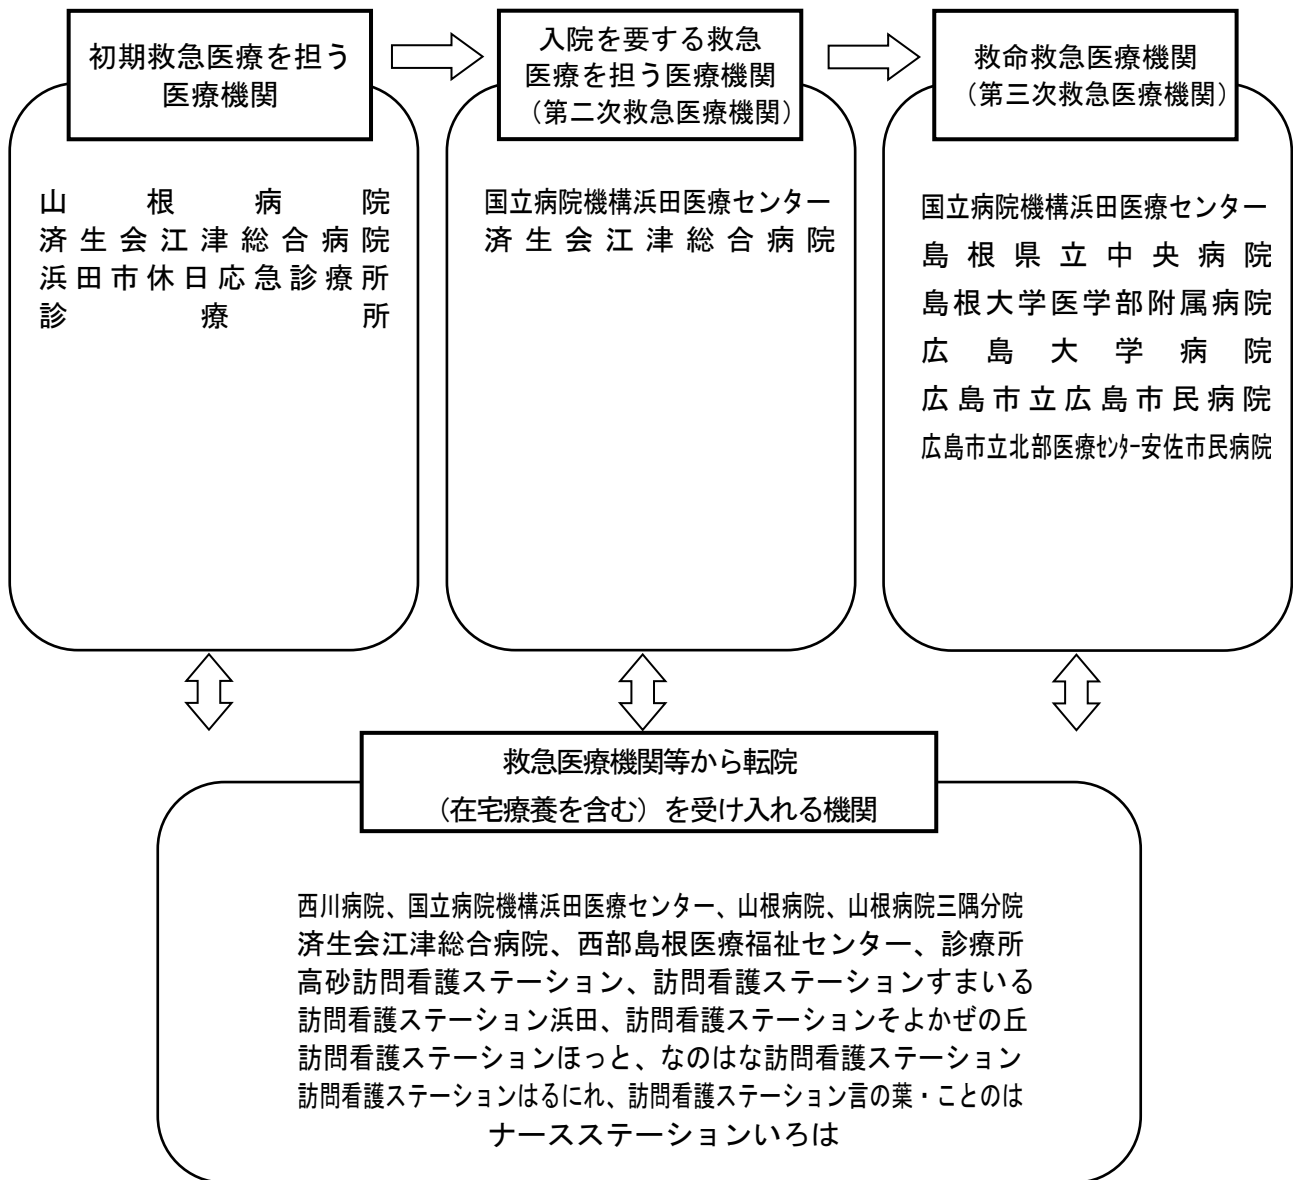 初期救急医療を担う
医療機関
山根病院
済生会江津総合病院
浜田市休日応急診療所
診療所
入院を要する救急
医療を担う医療機関
（第二次救急医療機関）
国立病院機構浜田医療センター
済生会江津総合病院
救命救急医療機関
（第三次救急医療機関）
国立病院機構浜田医療センター
島根県立中央病院
島根大学医学部附属病院
広島大学病院
広島市立広島市民病院
広島市立北部医療ｾﾝﾀｰ安佐市民病院
救急医療機関等から転院
（在宅療養を含む）を受け入れる機関
西川病院、国立病院機構浜田医療センター、山根病院、山根病院三隅分院
済生会江津総合病院、西部島根医療福祉センター、診療所
高砂訪問看護ステーション、訪問看護ステーションすまいる
訪問看護ステーション浜田、訪問看護ステーションそよかぜの丘
訪問看護ステーションほっと、なのはな訪問看護ステーション
訪問看護ステーションはるにれ、訪問看護ステーション言の葉・ことのは
ナースステーションいろは